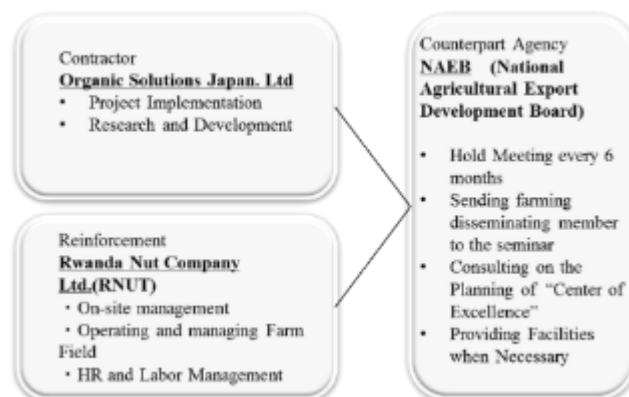 Contractor
Organic Solutions Japan. Ltd
• Project Implementation
• Research and Development
Reinforcement
Rwanda Nut Company
Ltd.(RNUT)
・On-site management
・Operating and managing Farm
Field
・HR and Labor Management
Counterpart Agency
NAEB (National
Agricultural Export
Development Board)
• Hold Meeting every 6
months
• Sending farming
disseminating member
to the seminar
• Consulting on the
Planning of “Center of
Excellence”
• Providing Facilities
when Necessary